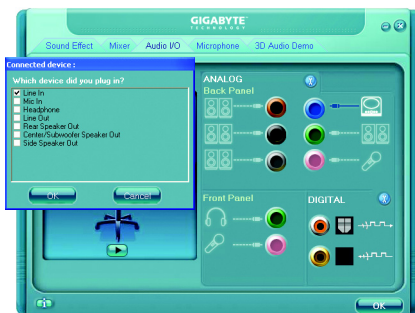 GIGABYTE
TECHNOLOGY
Sound Effect Mixer Audio I/O Microphone 3D Audio Demo
Connected device :
Which device did you plug in?
Line In
Mic In
Headphone
Line Out
Rear Speaker Out
Center/Subwoofer Speaker Out
Side Speaker Out
OK Cancel
ANALOG
Back Panel
Front Panel
DIGITAL
OK